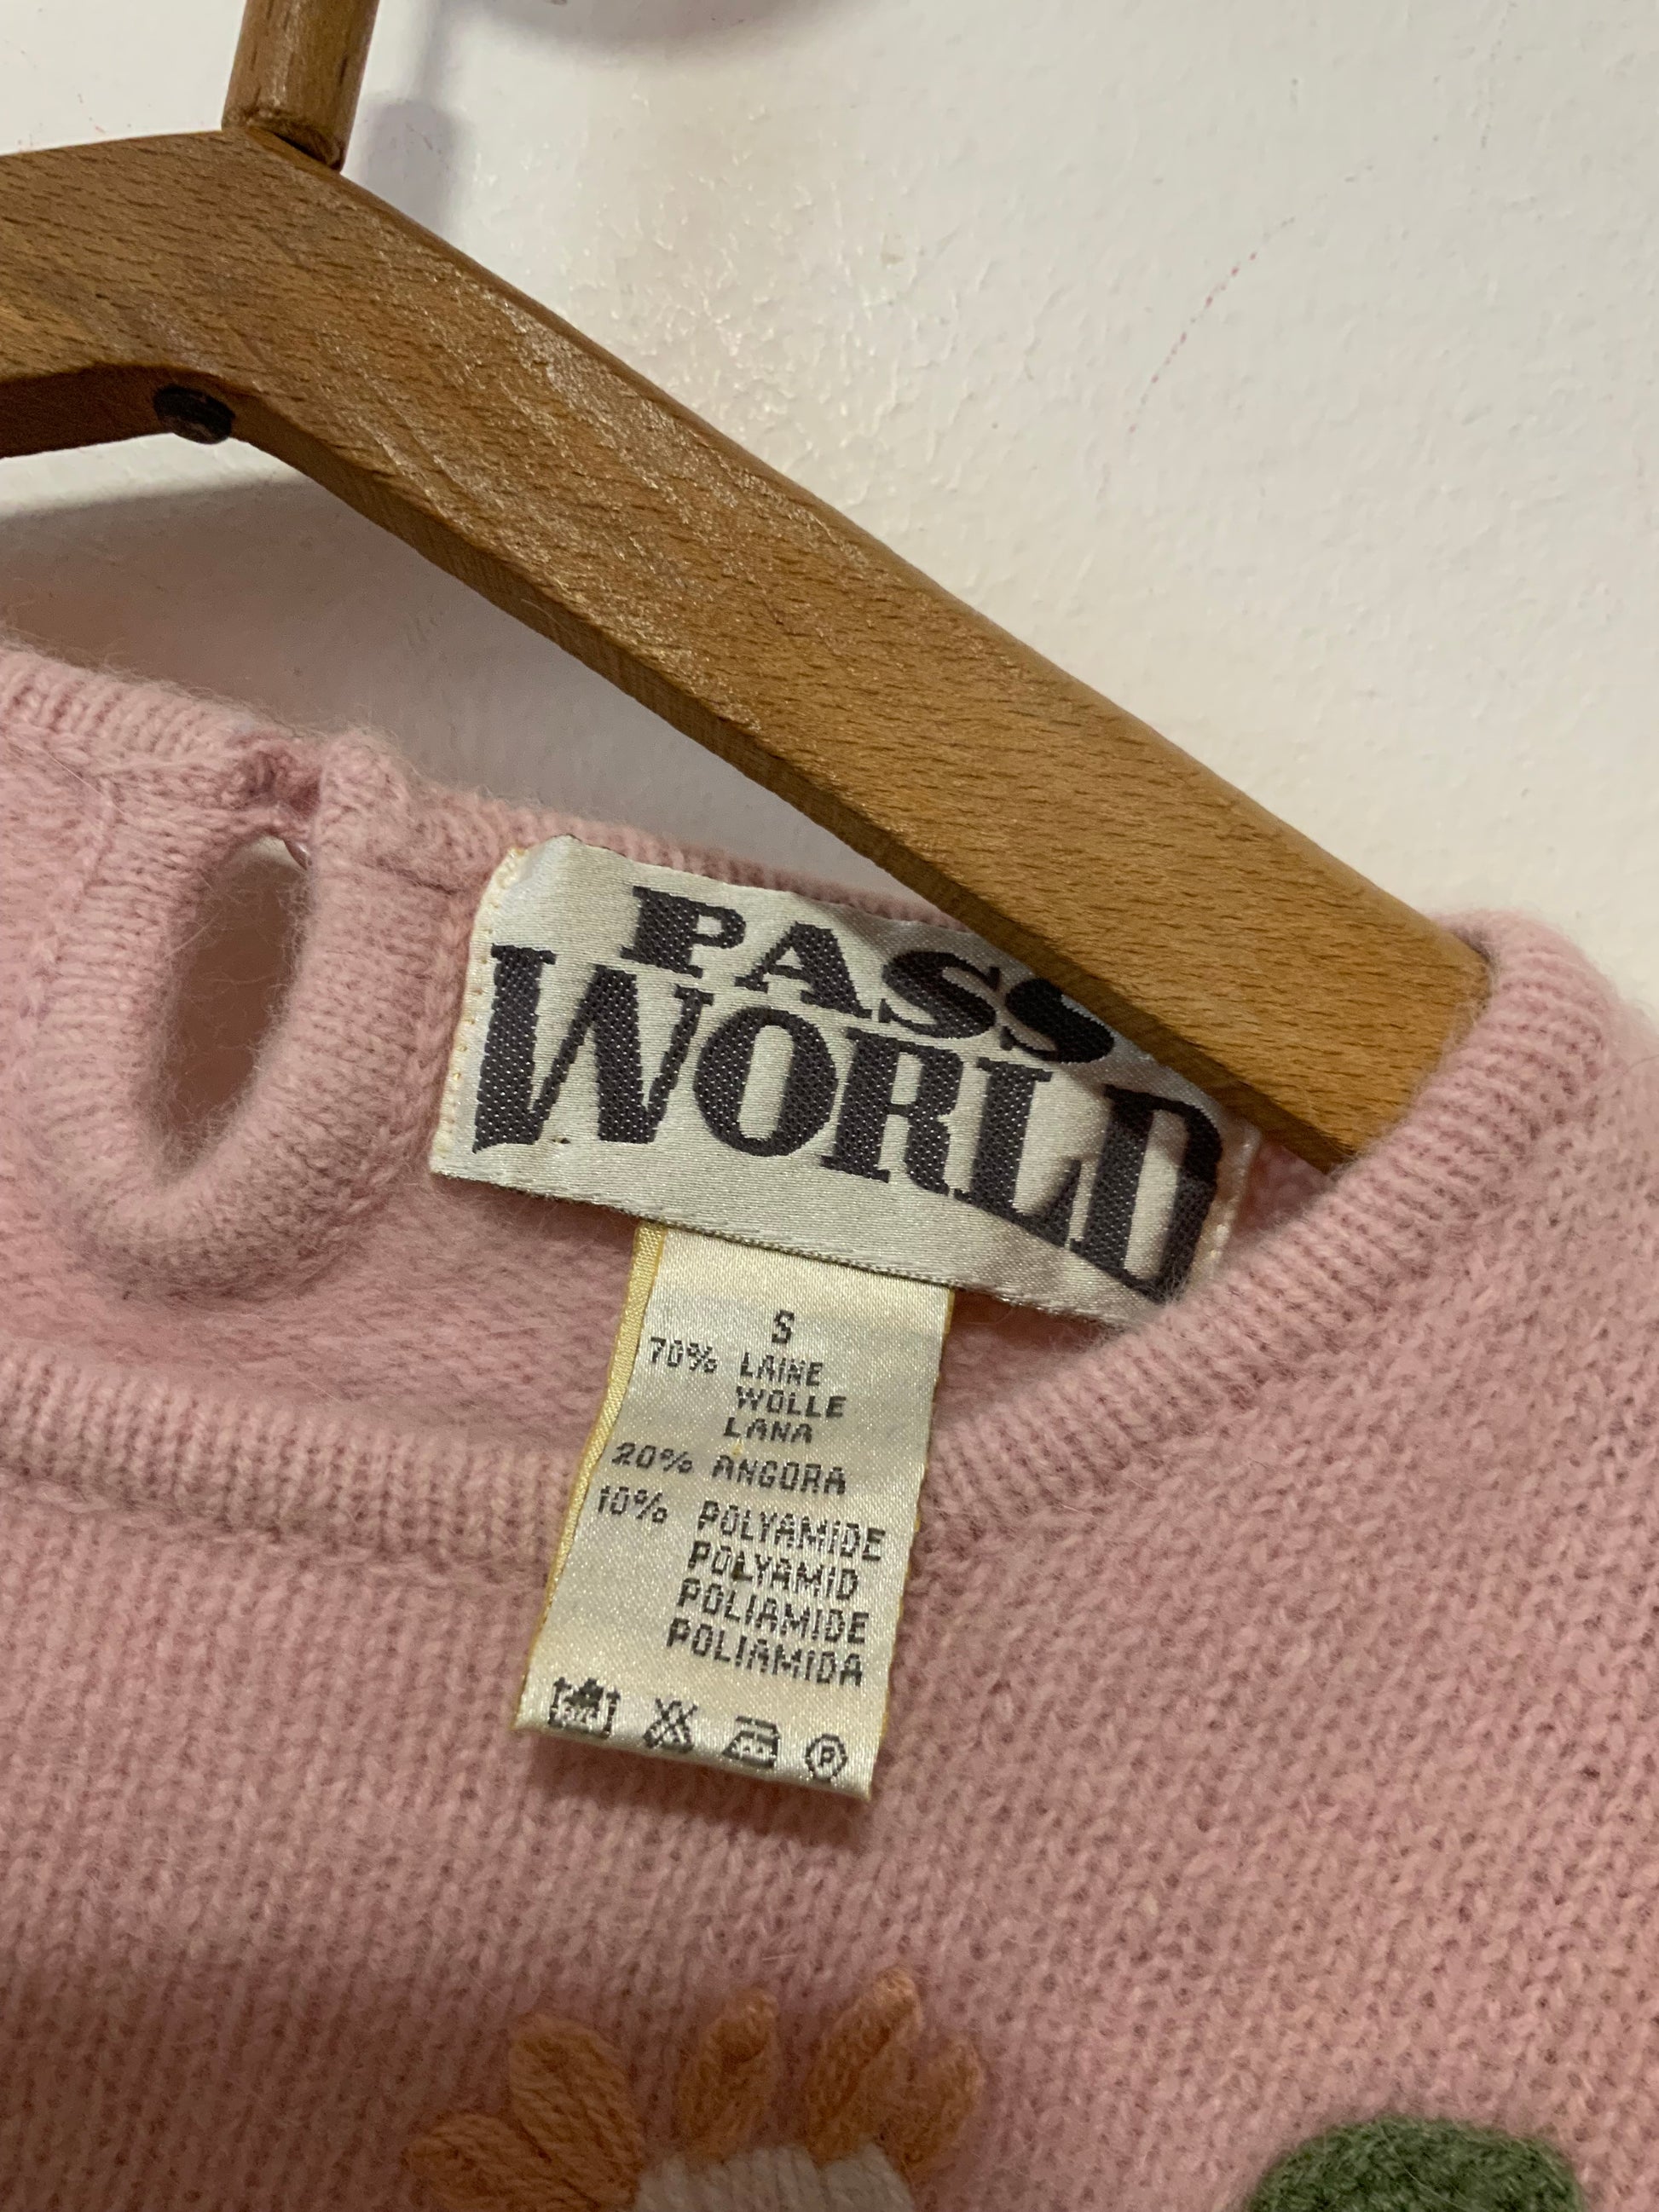 PASS
WORLD
S
70% LAINE
WOLLE
LANA
20% ANGORA
10% POLYAMIDE
POLYAMID
POLIAMIDE
POLIAMIDA
P